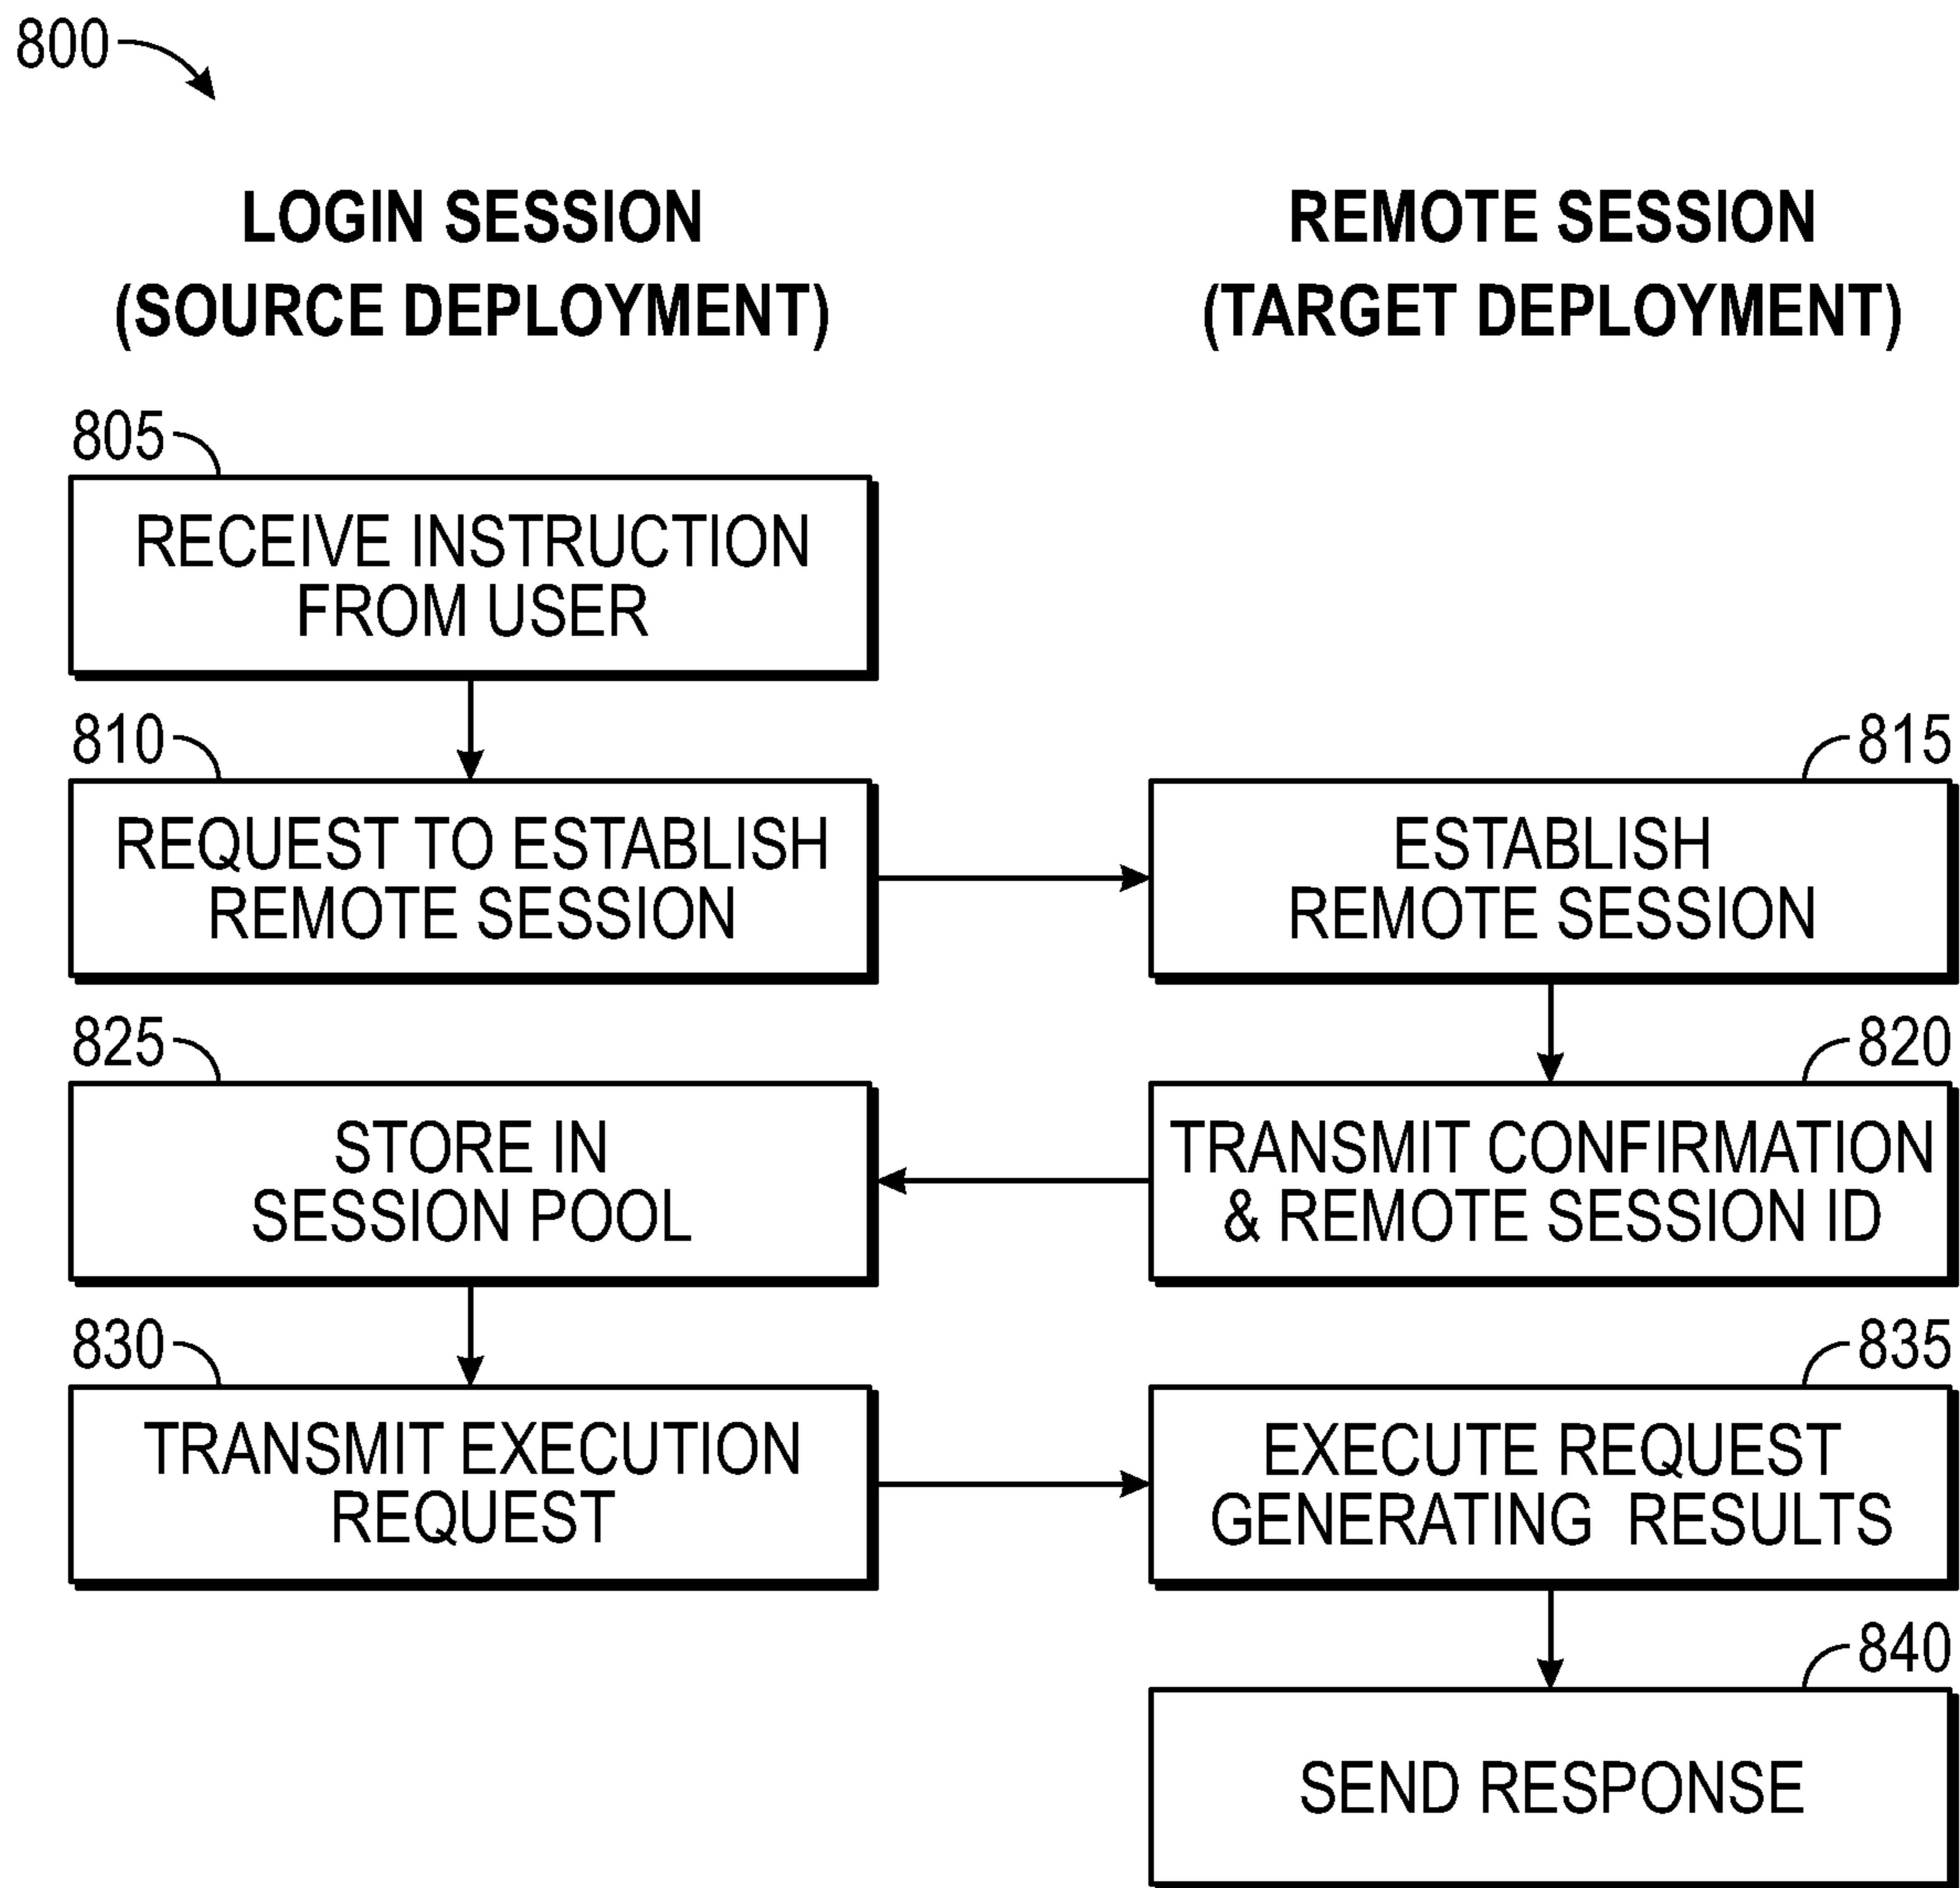 800
LOGIN SESSION
(SOURCE DEPLOYMENT)
REMOTE SESSION
(TARGET DEPLOYMENT)
805
RECEIVE INSTRUCTION
FROM USER
810
REQUEST TO ESTABLISH
REMOTE SESSION
815
ESTABLISH
REMOTE SESSION
820
TRANSMIT CONFIRMATION
& REMOTE SESSION ID
825
STORE IN
SESSION POOL
830
TRANSMIT EXECUTION
REQUEST
835
EXECUTE REQUEST
GENERATING RESULTS
840
SEND RESPONSE